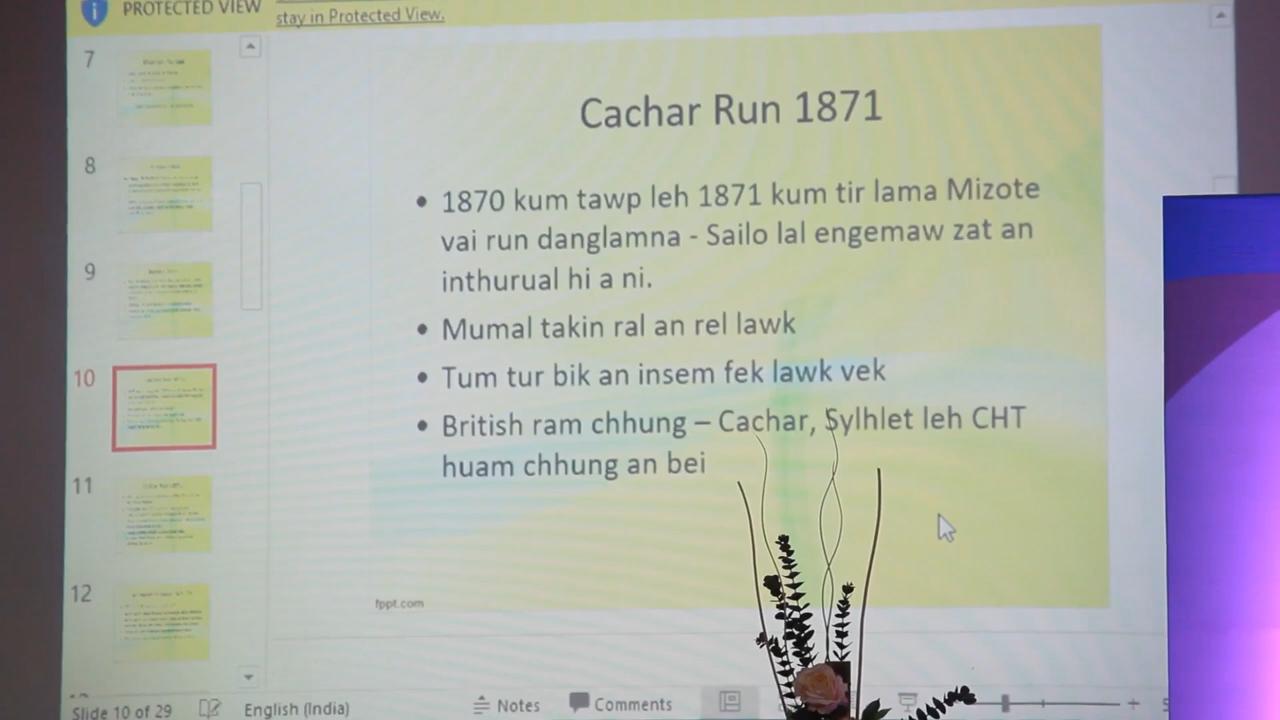 PROTECTED VIEW
stay in Protected View.
7
8
9
10
11
12
Cachar Run 1871
• 1870 kum tawp leh 1871 kum tir lama Mizote
vai run danglamna - Sailo lal engemaw zat an
inthurual hi a ni.
• Mumal takin ral an rel lawk
• Tum tur bik an insem fek lawk vek
• British ram chhung – Cachar, Sylhlet leh CHT
huam chhung an bei
fppt.com
Slide 10 of 29
English (India)
Notes
Comments